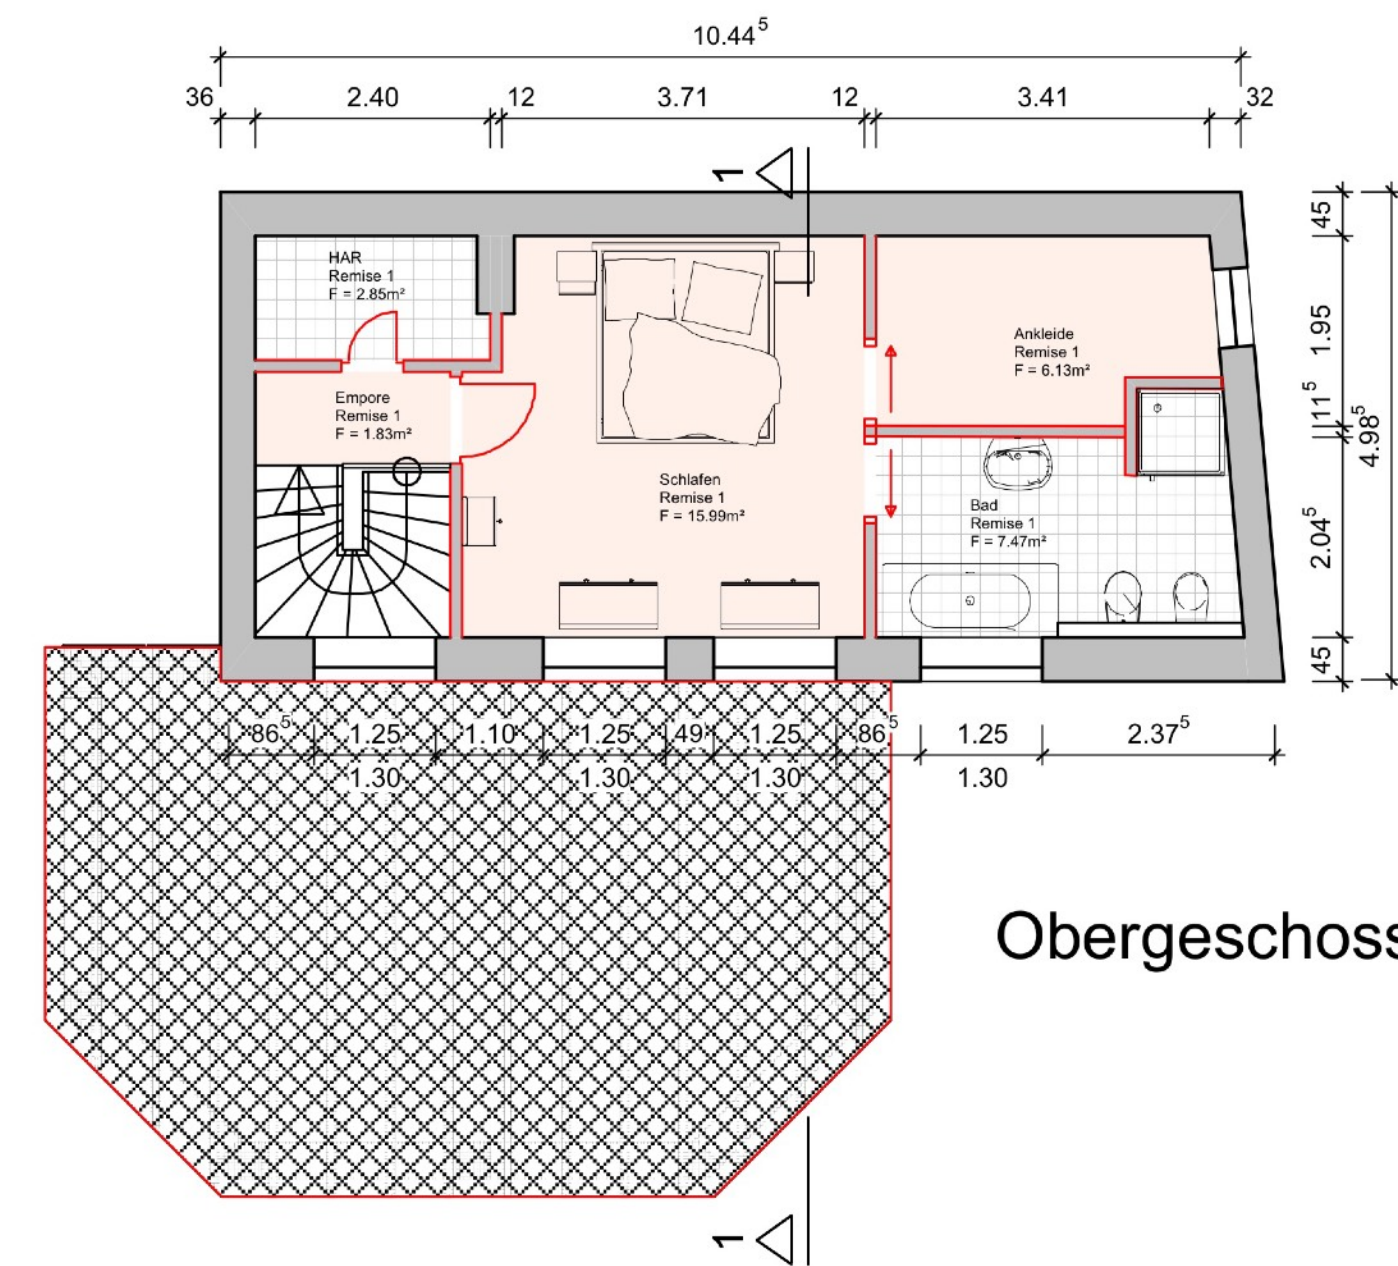 10.44⁵
36 2.40 12 3.71 12 3.41 32
1
45
1.95
11⁵
2.04⁵
45
4.98⁵
HAR
Remise 1
F = 2.85m²
Empore
Remise 1
F = 1.83m²
Schlafen
Remise 1
F = 15.99m²
Ankleide
Remise 1
F = 6.13m²
Bad
Remise 1
F = 7.47m²
86⁵ 1.25 1.10 1.25 49 1.25 86⁵ 1.25 2.37⁵
1.30 1.30 1.30 1.30
Obergeschoss
1